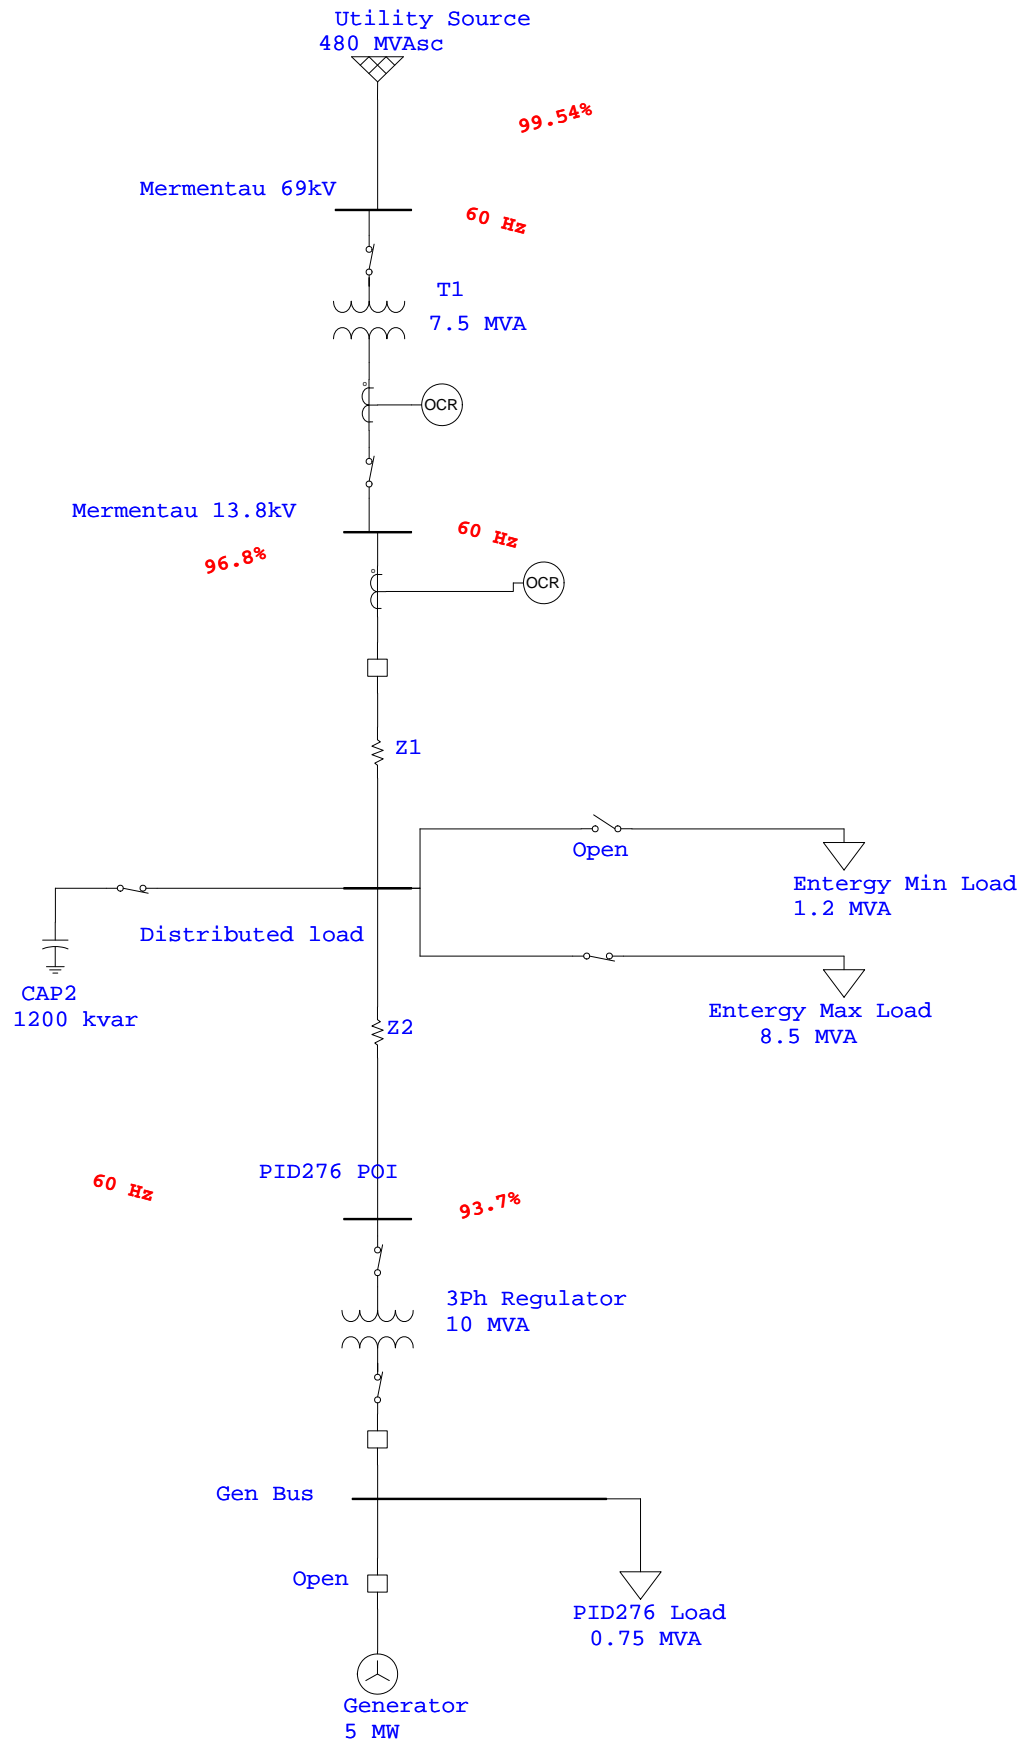 Utility Source
480 MVAsc
99.54%
Mermentau 69kV
60 Hz
T1
7.5 MVA
OCR
Mermentau 13.8kV
60 Hz
96.8%
OCR
Z1
Open
Entergy Min Load
1.2 MVA
Distributed load
CAP2
1200 kvar
Entergy Max Load
8.5 MVA
Z2
PID276 POI
60 Hz
93.7%
3Ph Regulator
10 MVA
Gen Bus
Open
PID276 Load
0.75 MVA
Generator
5 MW